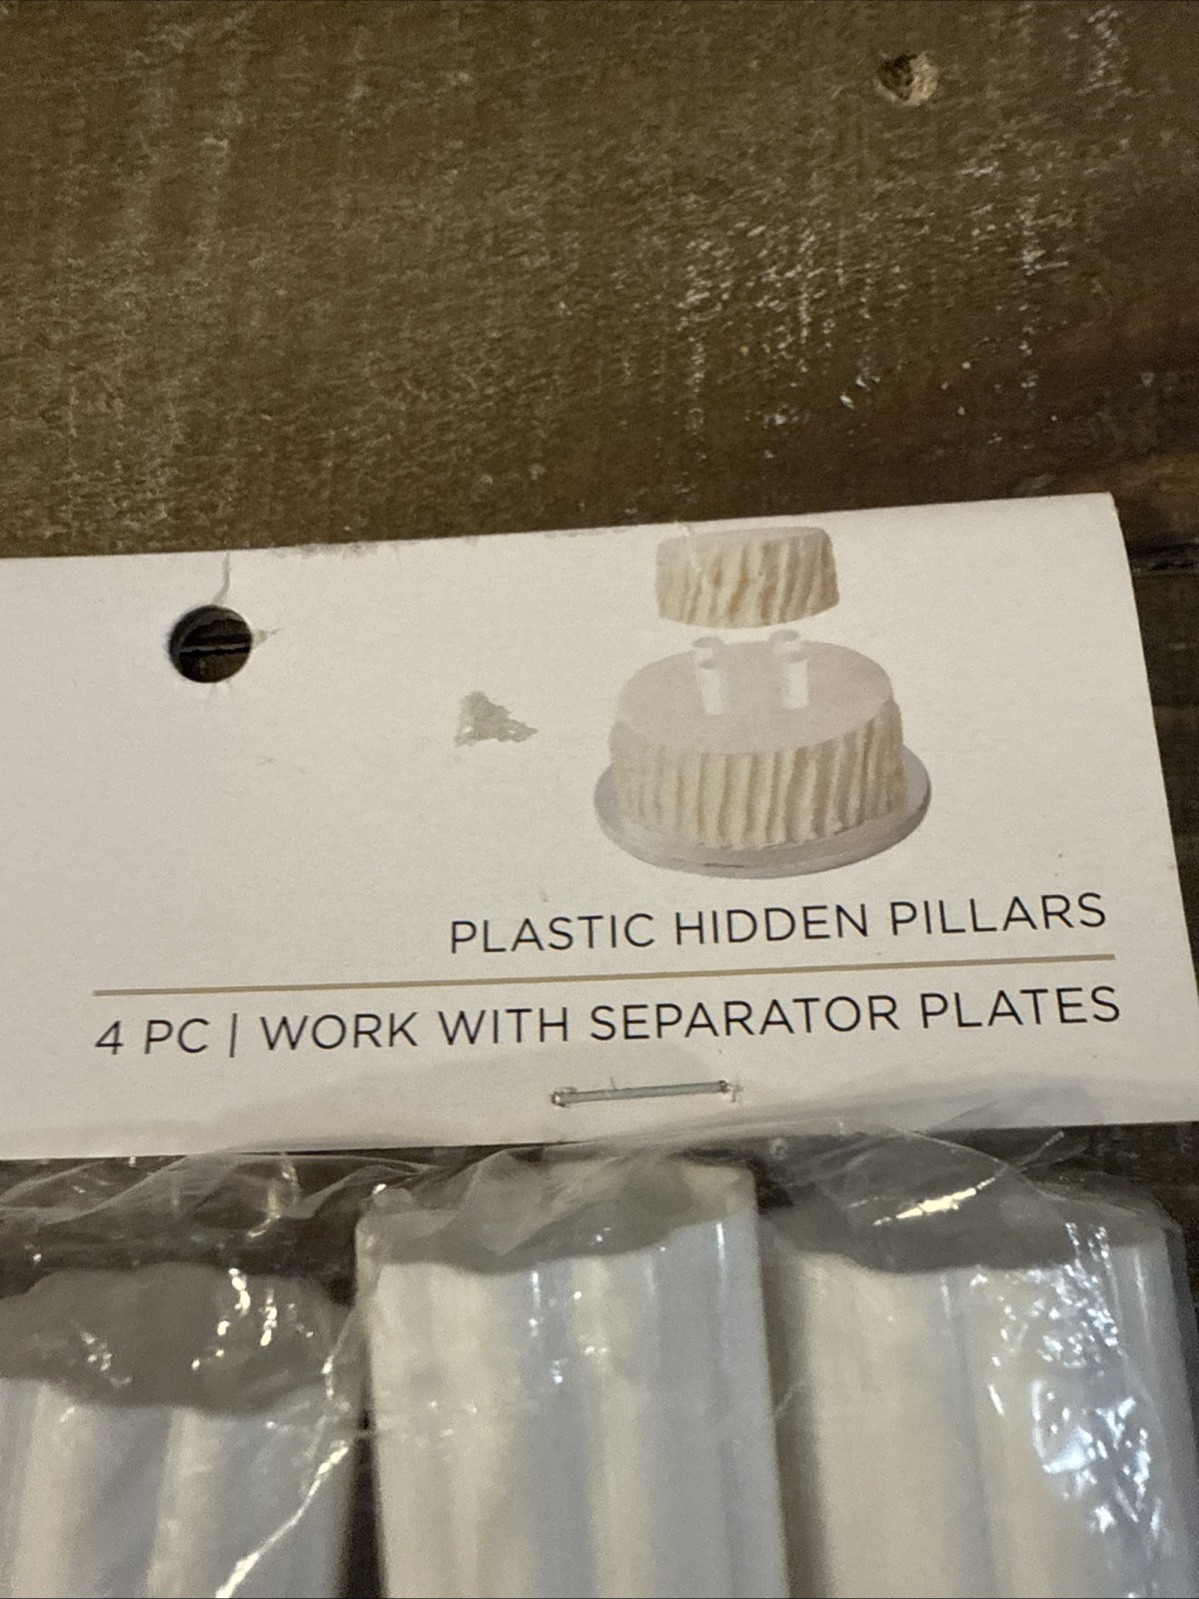 PLASTIC HIDDEN PILLARS
4 PC | WORK WITH SEPARATOR PLATES